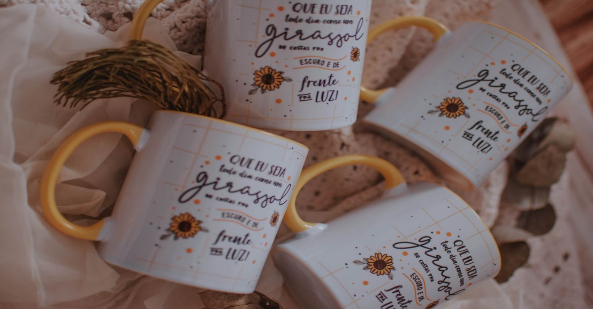 QUE EU SEJA
todo dia como um
girassol
DE COSTAS PRO
ESCURO E DE
frente
PRA LUZ!
QUE EU SEJA
todo dia como um
girassol
DE COSTAS PRO
ESCURO E DE
frente
PRA LUZ!
QUE EU SEJA
todo dia como um
girassol
DE COSTAS PRO
ESCURO E DE
frente
PRA LUZ!
QUE EU SEJA
todo dia como um
girassol
DE COSTAS PRO
ESCURO E DE
frente
PRA LUZ!